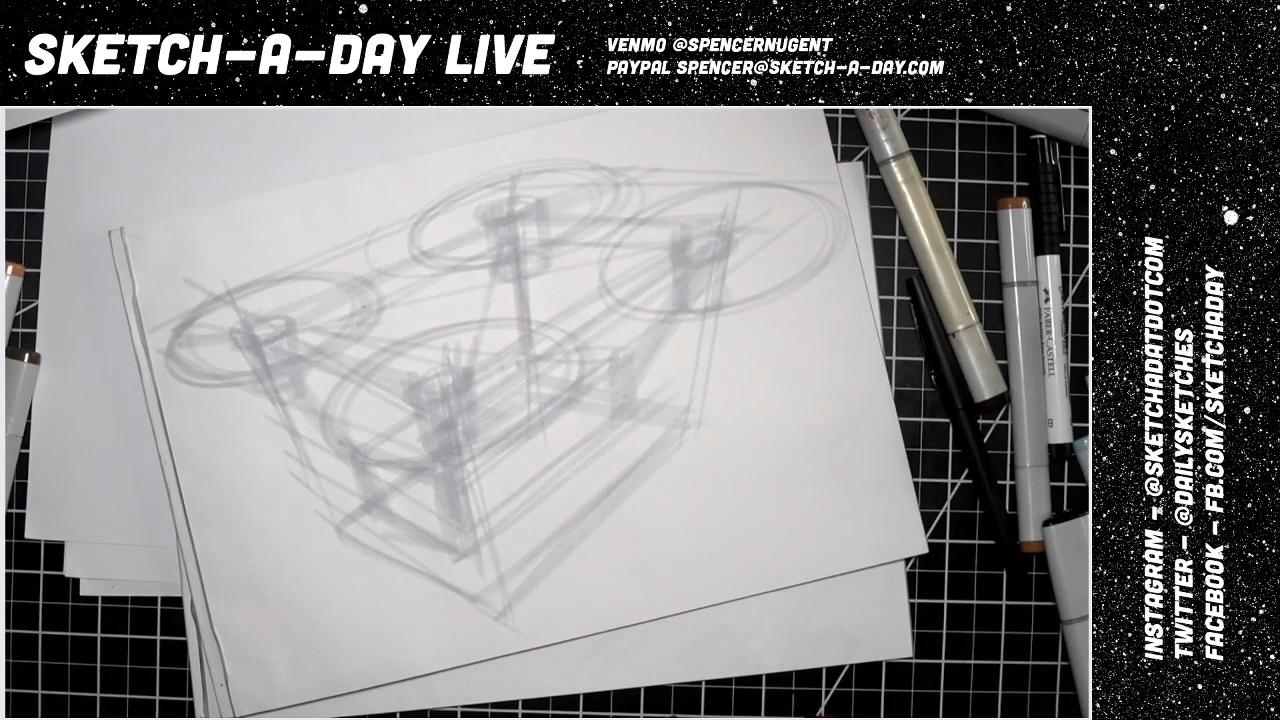 SKETCH-A-DAY LIVE
VENMO @SPENCERNUGENT
PAYPAL SPENCER@SKETCH-A-DAY.COM
INSTAGRAM - @SKETCHADAYDOTCOM
TWITTER - @DAILYSKETCHES
FACEBOOK - FB.COM/SKETCHADAY
FABER-CASTELL
B